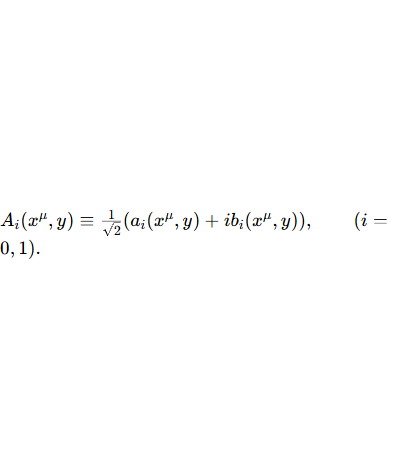 $A_i(x^\mu, y) \equiv \frac{1}{\sqrt{2}}(a_i(x^\mu, y) + ib_i(x^\mu, y)), \qquad (i =$
$0, 1).$